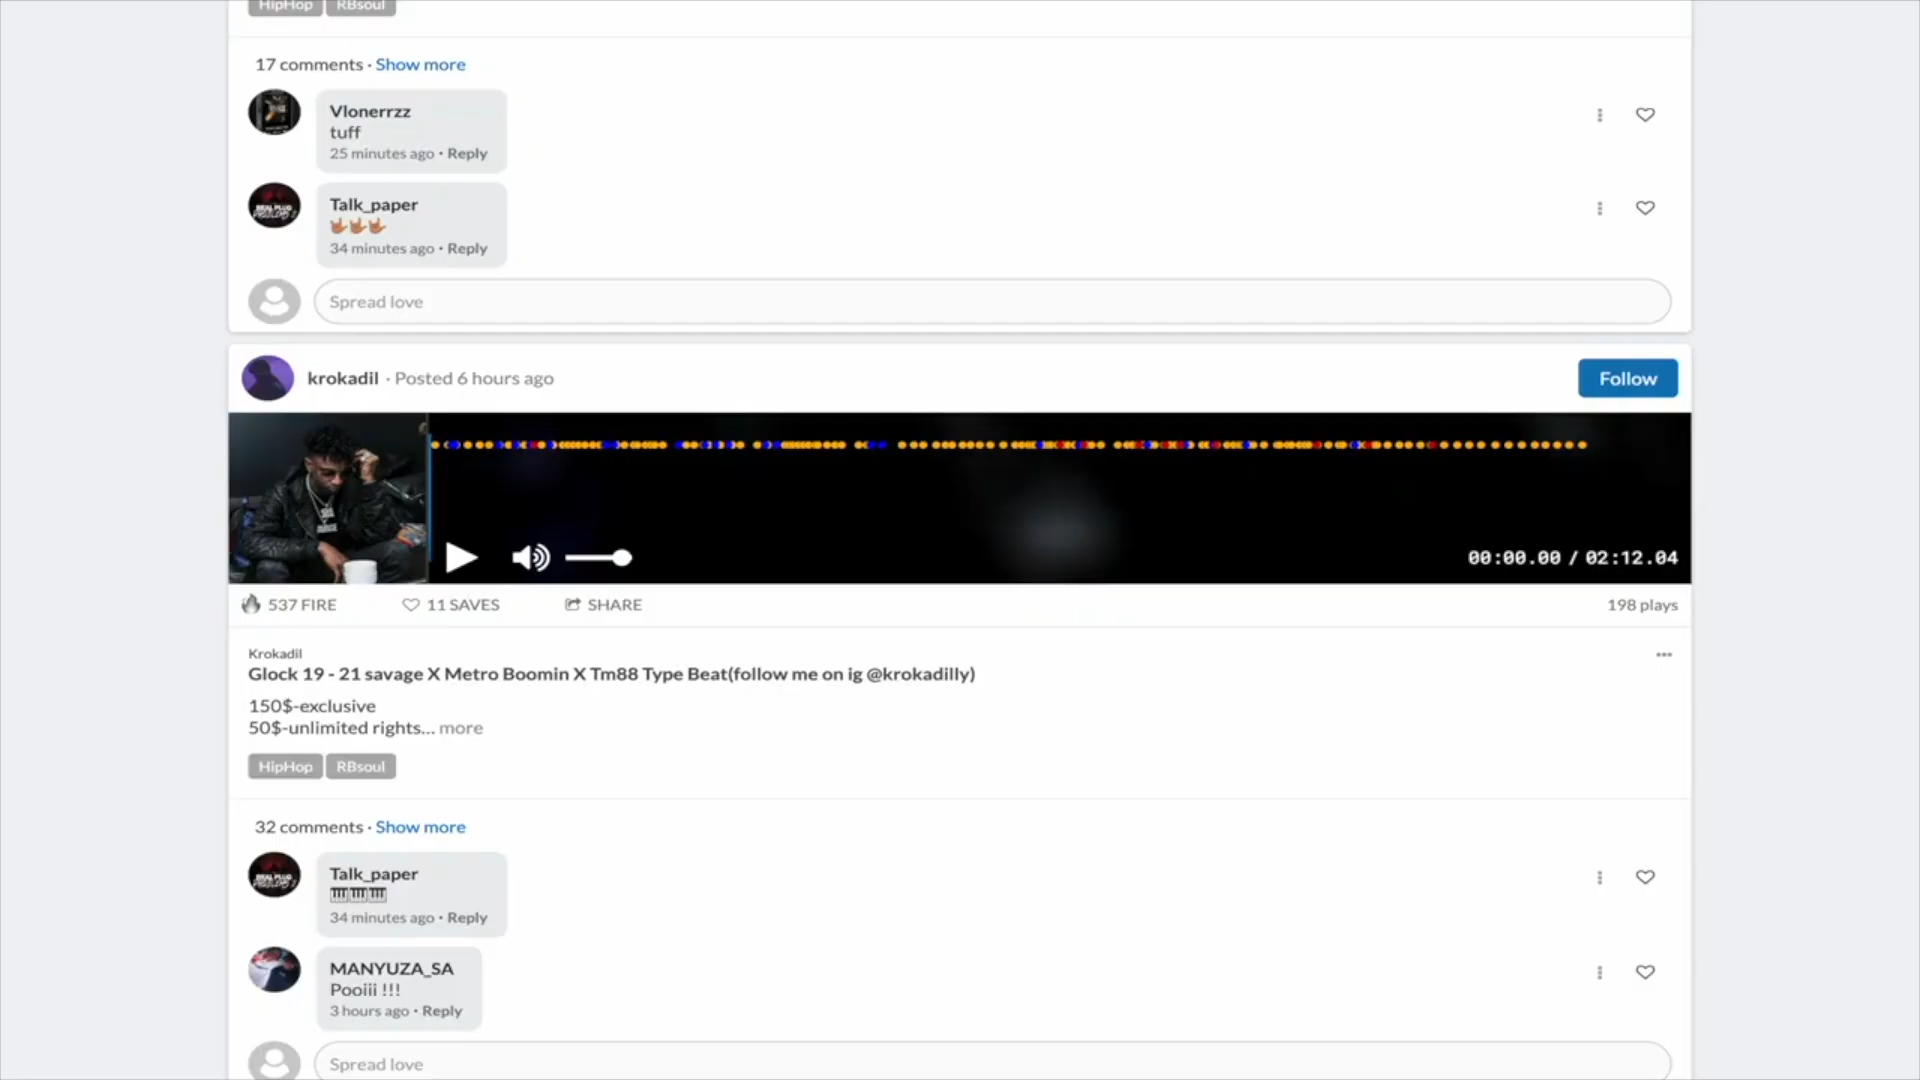 HipHop RBsoul
17 comments · Show more
Vlonerrzz
tuff
25 minutes ago · Reply
Talk_paper
🤟🏽🤟🏽🤟🏽
34 minutes ago · Reply
Spread love
krokadil · Posted 6 hours ago
Follow
00:00.00 / 02:12.04
537 FIRE 11 SAVES SHARE 198 plays
Krokadil
Glock 19 - 21 savage X Metro Boomin X Tm88 Type Beat(follow me on ig @krokadilly)
150$-exclusive
50$-unlimited rights... more
HipHop RBsoul
32 comments · Show more
Talk_paper
🎹🎹🎹
34 minutes ago · Reply
MANYUZA_SA
Pooiii !!!
3 hours ago · Reply
Spread love